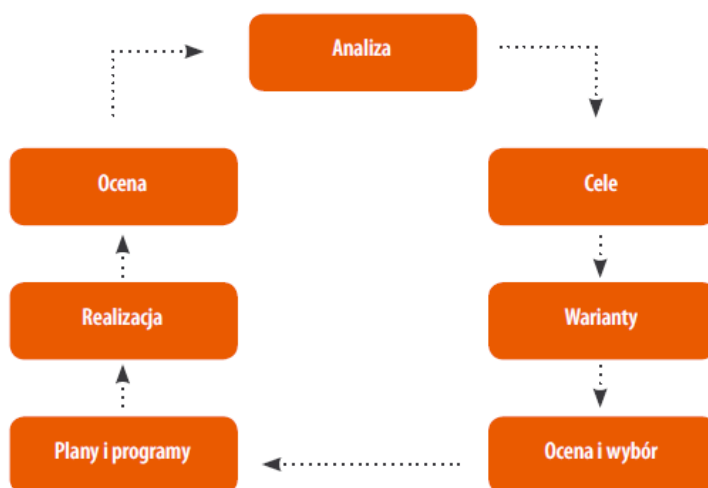 Analiza
Ocena
Cele
Realizacja
Warianty
Plany i programy
Ocena i wybór